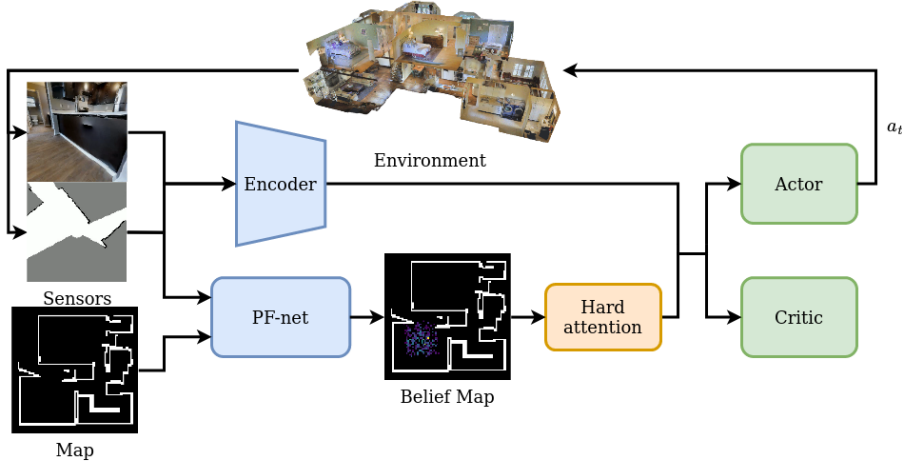 a_t
Environment
Encoder
Actor
Sensors
PF-net
Hard
attention
Critic
Belief Map
Map